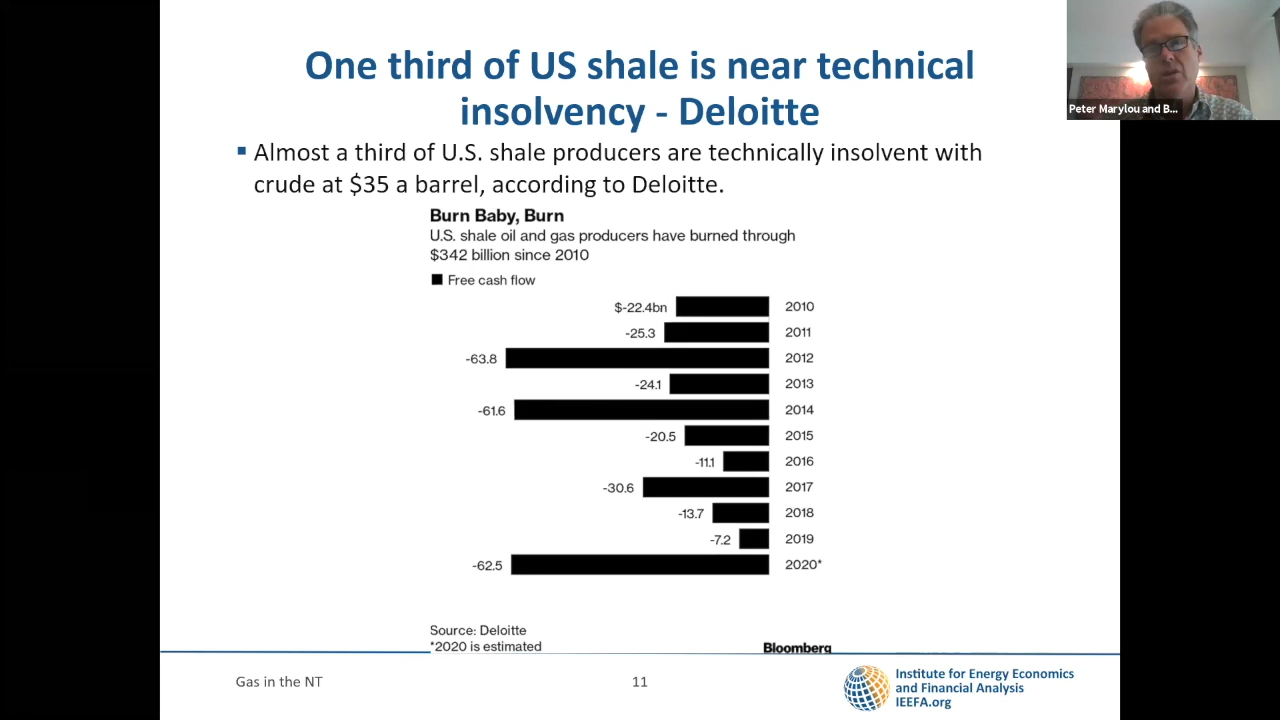 One third of US shale is near technical
insolvency - Deloitte
Peter Marylou and B...
▪ Almost a third of U.S. shale producers are technically insolvent with
crude at $35 a barrel, according to Deloitte.
Burn Baby, Burn
U.S. shale oil and gas producers have burned through
$342 billion since 2010
Free cash flow
$-22.4bn 2010
-25.3 2011
-63.8 2012
-24.1 2013
-61.6 2014
-20.5 2015
-11.1 2016
-30.6 2017
-13.7 2018
-7.2 2019
-62.5 2020*
Source: Deloitte
*2020 is estimated
Bloomberg
Gas in the NT
11
Institute for Energy Economics
and Financial Analysis
IEEFA.org